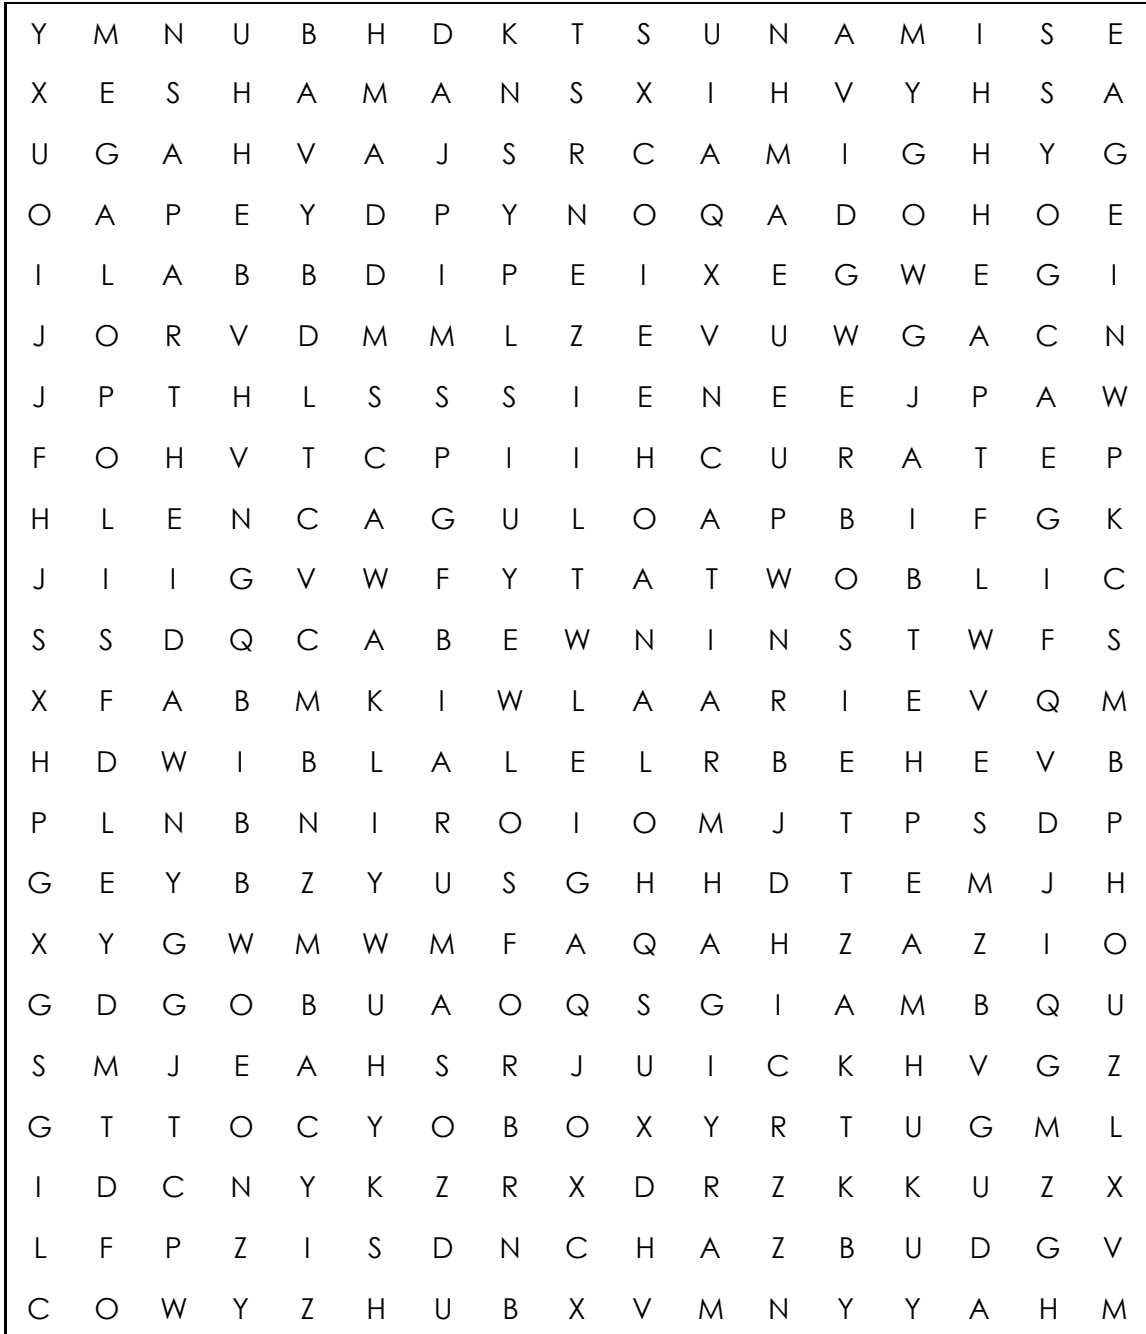 Y M N U B H D K T S U N A M I S E
X E S H A M A N S X I H V Y H S A
U G A H V A J S R C A M I G H Y G
O A P E Y D P Y N O Q A D O H O E
I L A B B D I P E I X E G W E G I
J O R V D M M L Z E V U W G A C N
J P T H L S S S I E N E E J P A W
F O H V T C P I I H C U R A T E P
H L E N C A G U L O A P B I F G K
J I I G V W F Y T A T W O B L I C
S S D Q C A B E W N I N S T W F S
X F A B M K I W L A A R I E V Q M
H D W I B L A L E L R B E H E V B
P L N B N I R O I O M J T P S D P
G E Y B Z Y U S G H H D T E M J H
X Y G W M W M F A Q A H Z A Z I O
G D G O B U A O Q S G I A M B Q U
S M J E A H S R J U I C K H V G Z
G T T O C Y O B O X Y R T U G M L
I D C N Y K Z R X D R Z K K U Z X
L F P Z I S D N C H A Z B U D G V
C O W Y Z H U B X V M N Y Y A H M